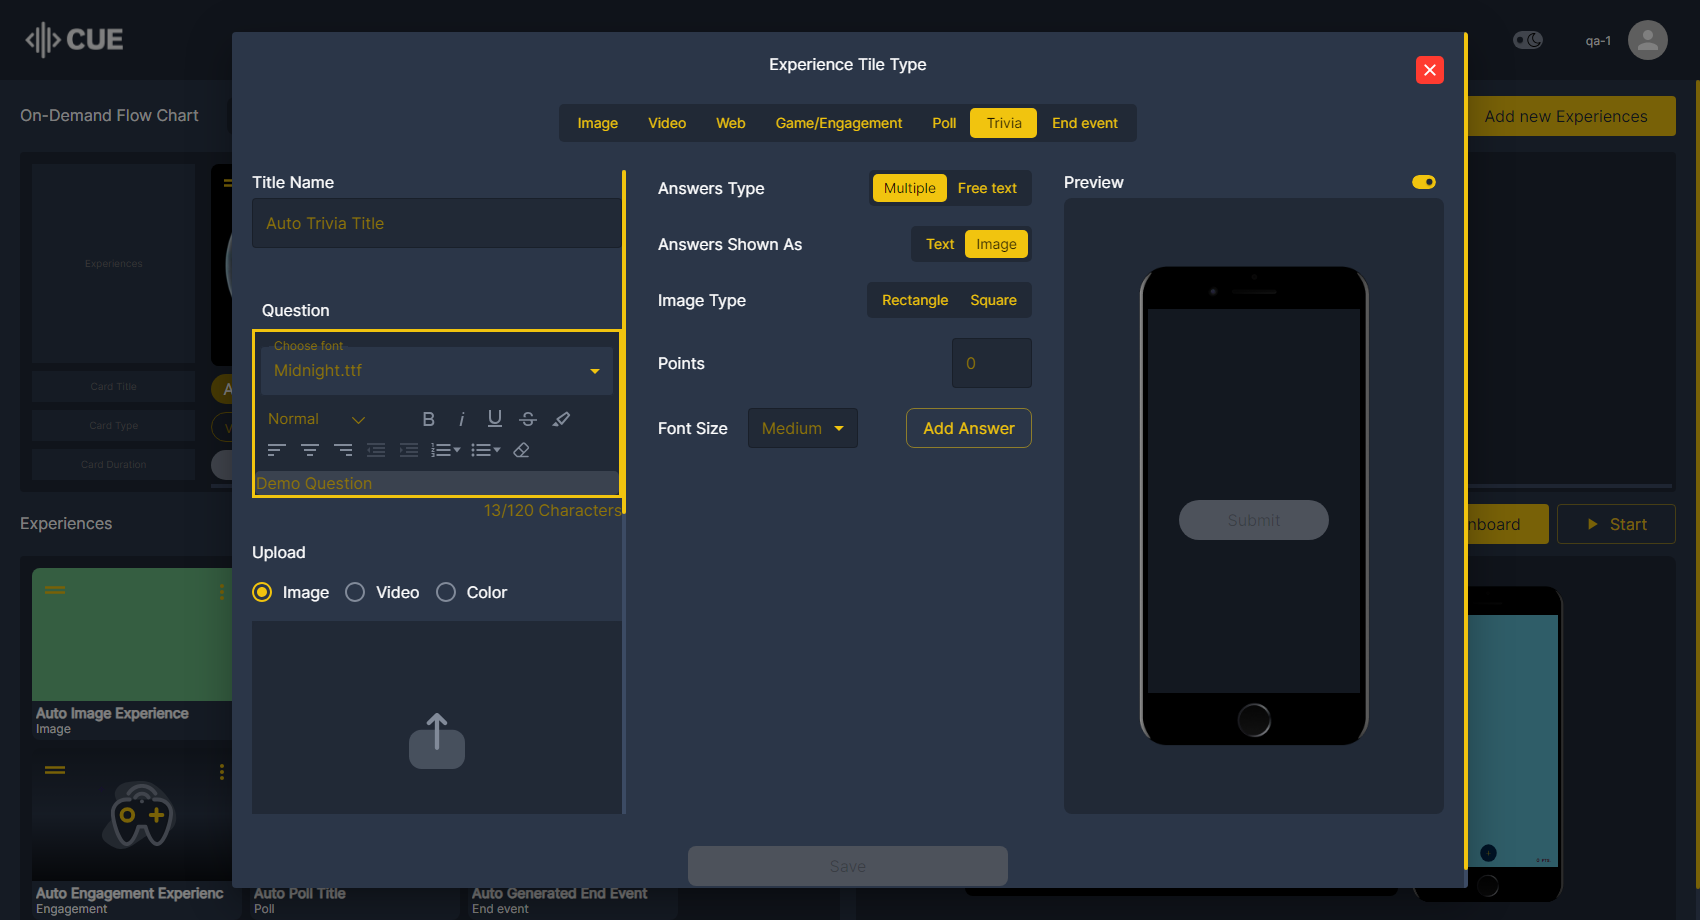 CUE
qa-1
On-Demand Flow Chart
Add new Experiences
Experiences
Card Title
Card Type
Card Duration
A
V
Experiences
nboard
Start
Auto Image Experience
Image
Auto Engagement Experienc
Engagement
Auto Poll Title
Poll
Auto Generated End Event
End event
Experience Tile Type
Image Video Web Game/Engagement Poll Trivia End event
Title Name
Auto Trivia Title
Question
Choose font
Midnight.ttf
Normal B i U S
Demo Question
13/120 Characters
Upload
Image Video Color
Answers Type Multiple Free text
Answers Shown As Text Image
Image Type Rectangle Square
Points 0
Font Size Medium Add Answer
Preview
Submit
Save